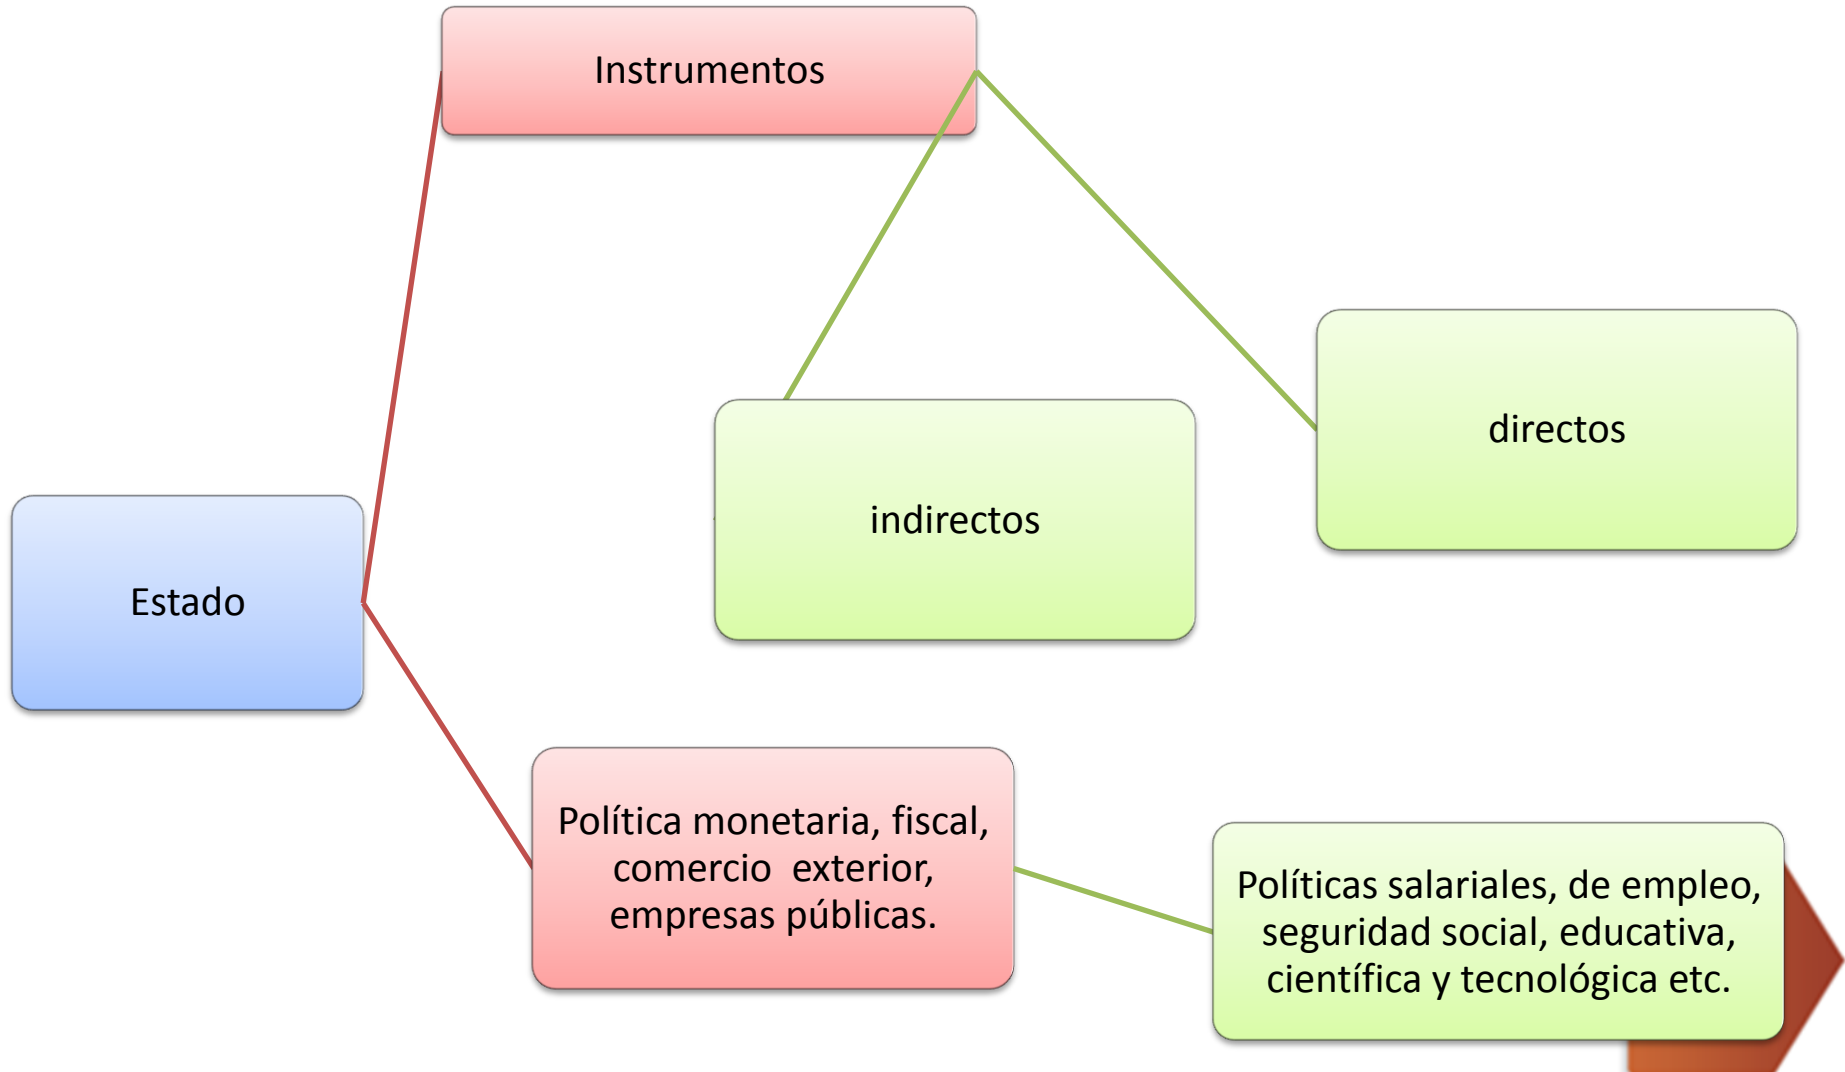 Instrumentos
directos
indirectos
Estado
Política monetaria, fiscal,
comercio  exterior,
empresas públicas.
Políticas salariales, de empleo,
seguridad social, educativa,
científica y tecnológica etc.